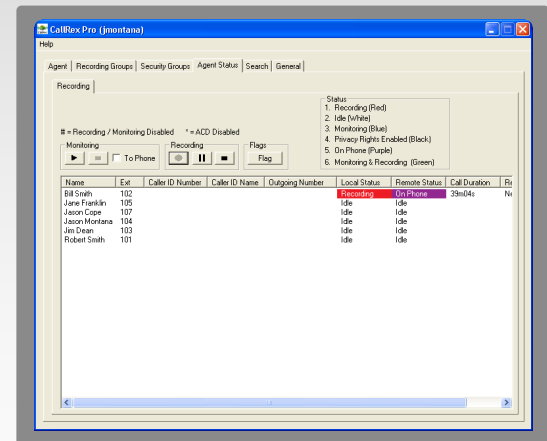 CallRex Pro (jmontana)
Help
Agent Recording Groups Security Groups Agent Status Search General
Recording
Status
1. Recording (Red)
2. Idle (White)
3. Monitoring (Blue)
4. Privacy Rights Enabled (Black)
5. On Phone (Purple)
6. Monitoring & Recording (Green)
# = Recording / Monitoring Disabled * = ACD Disabled
Monitoring Recording Flags
To Phone Flag
Name Ext Caller ID Number Caller ID Name Outgoing Number Local Status Remote Status Call Duration Re
Bill Smith 102 Recording On Phone 39m04s Ne
Jane Franklin 105 Idle Idle
Jason Cope 107 Idle Idle
Jason Montana 104 Idle Idle
Jim Dean 103 Idle Idle
Robert Smith 101 Idle Idle